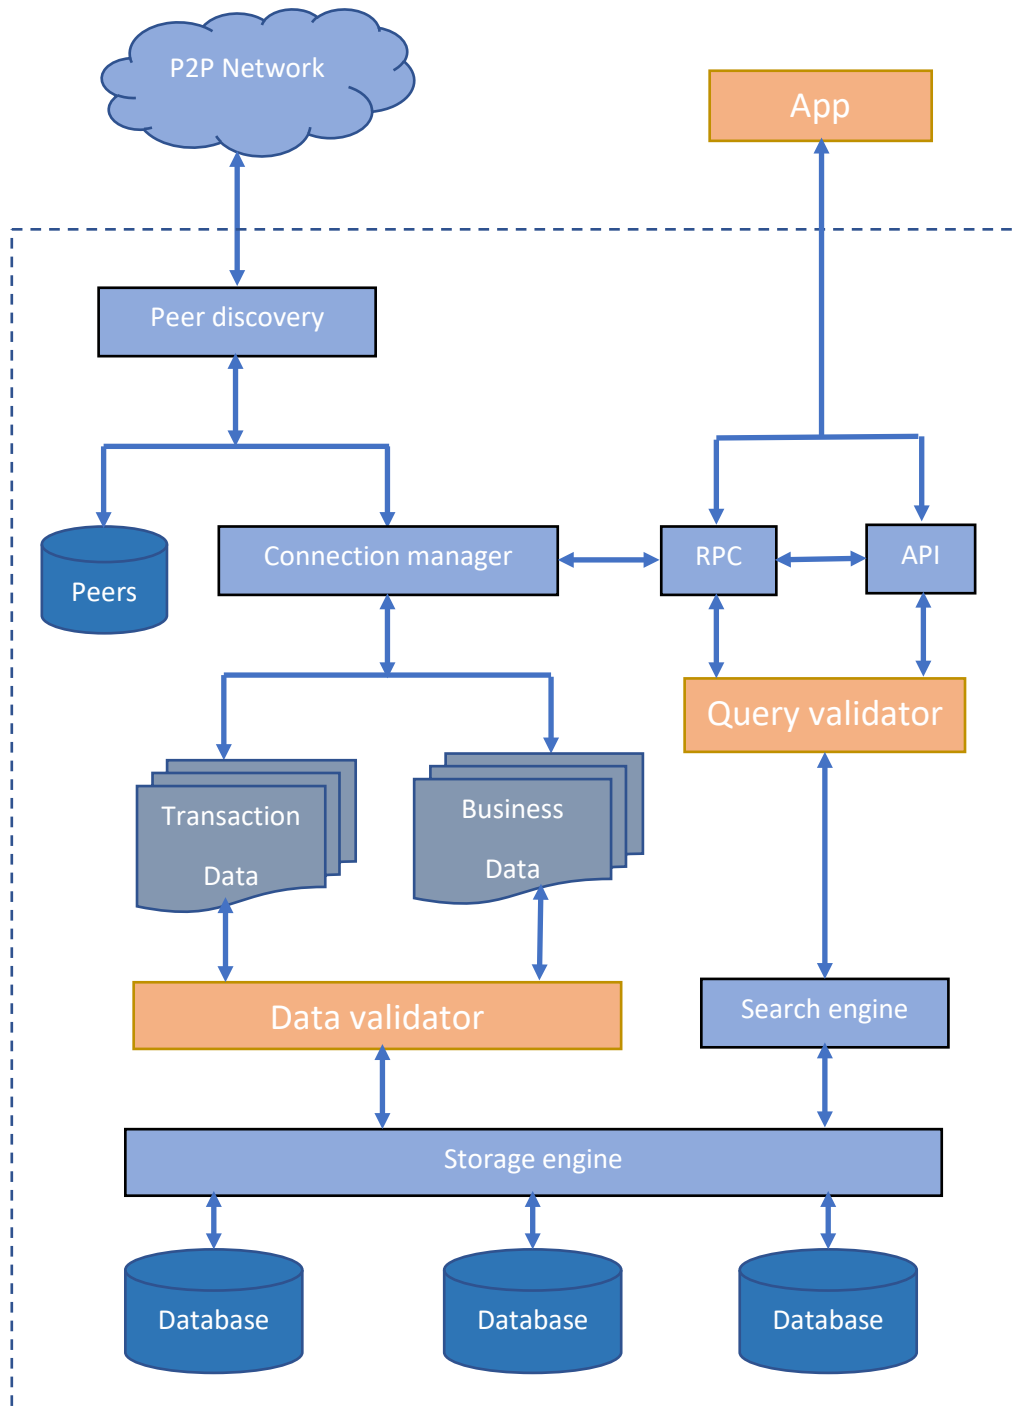 P2P Network
App
Peer discovery
Connection manager
RPC
API
Peers
Query validator
Transaction
Data
Business
Data
Data validator
Search engine
Storage engine
Database
Database
Database